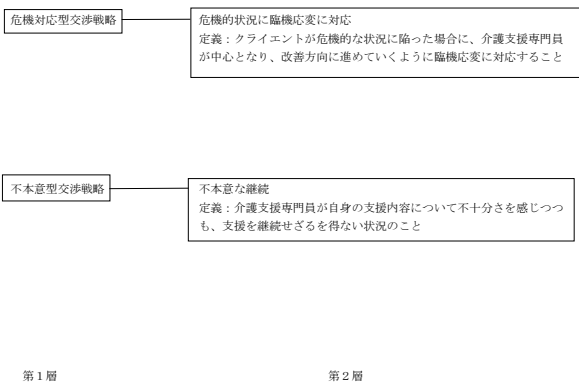 危機対応型交渉戦略
危機的状況に臨機応変に対応
定義：クライエントが危機的な状況に陥った場合に、介護支援専門員
が中心となり、改善方向に進めていくように臨機応変に対応すること
不本意型交渉戦略
不本意な継続
定義：介護支援専門員が自身の支援内容について不十分さを感じつつ
も、支援を継続せざるを得ない状況のこと
第１層
第２層